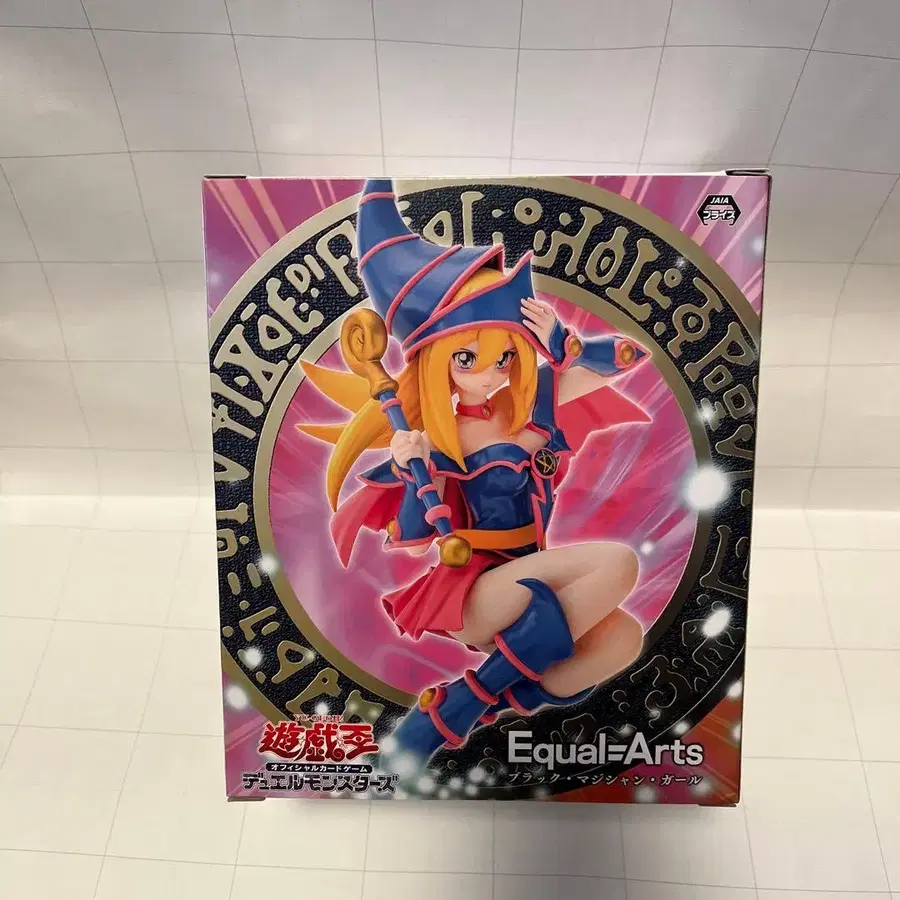 JAIA
プライズ
遊戯王
オフィシャルカードゲーム
デュエルモンスターズ
Equal=Arts
ブラック・マジシャン・ガール